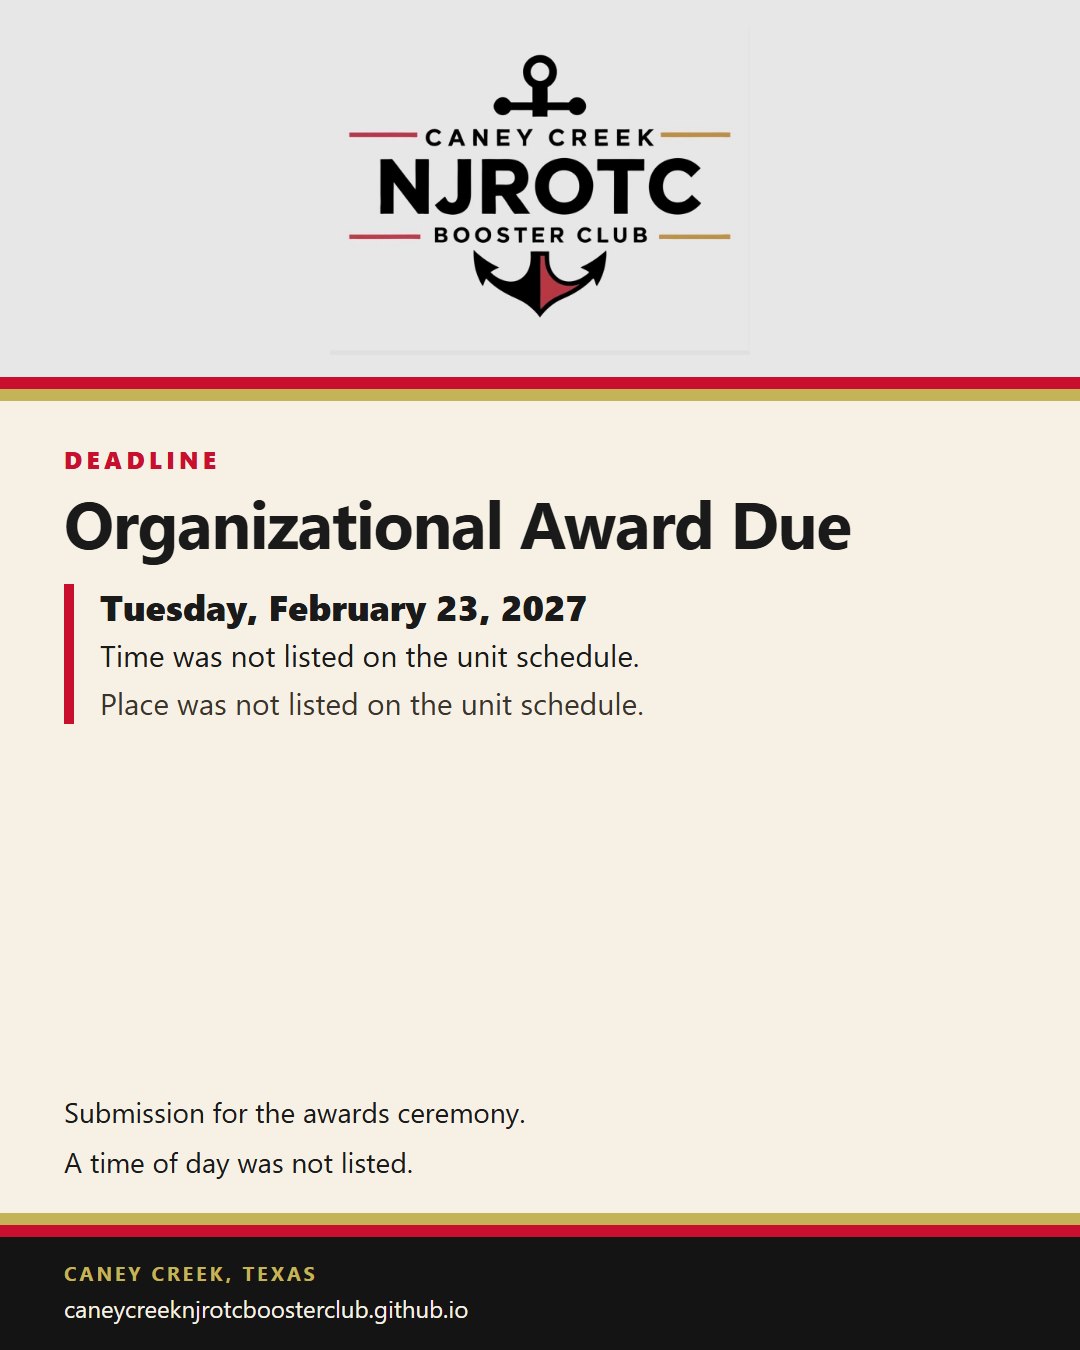 CANEY CREEK
NJROTC
BOOSTER CLUB
DEADLINE
Organizational Award Due
Tuesday, February 23, 2027
Time was not listed on the unit schedule.
Place was not listed on the unit schedule.
Submission for the awards ceremony.
A time of day was not listed.
CANEY CREEK, TEXAS
caneycreeknjrotcboosterclub.github.io